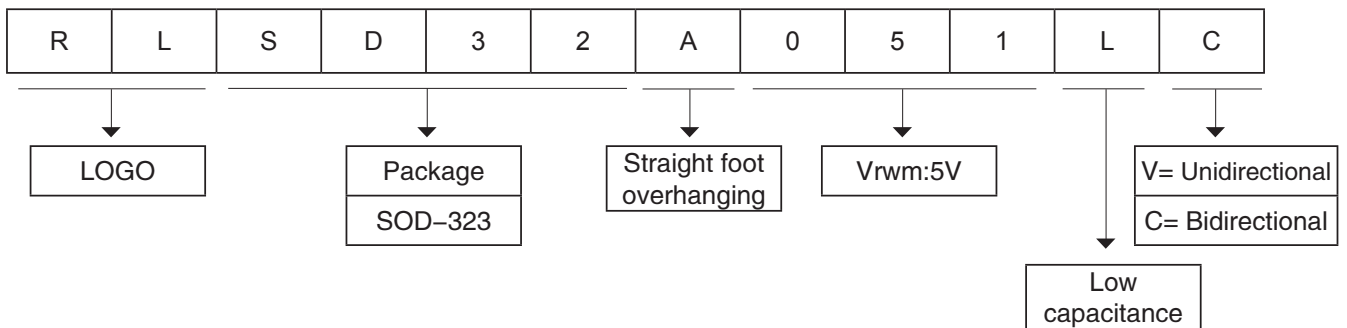 R L S D 3 2 A 0 5 1 L C
LOGO
Package
SOD–323
Straight foot
overhanging
Vrwm:5V
V= Unidirectional
C= Bidirectional
Low
capacitance